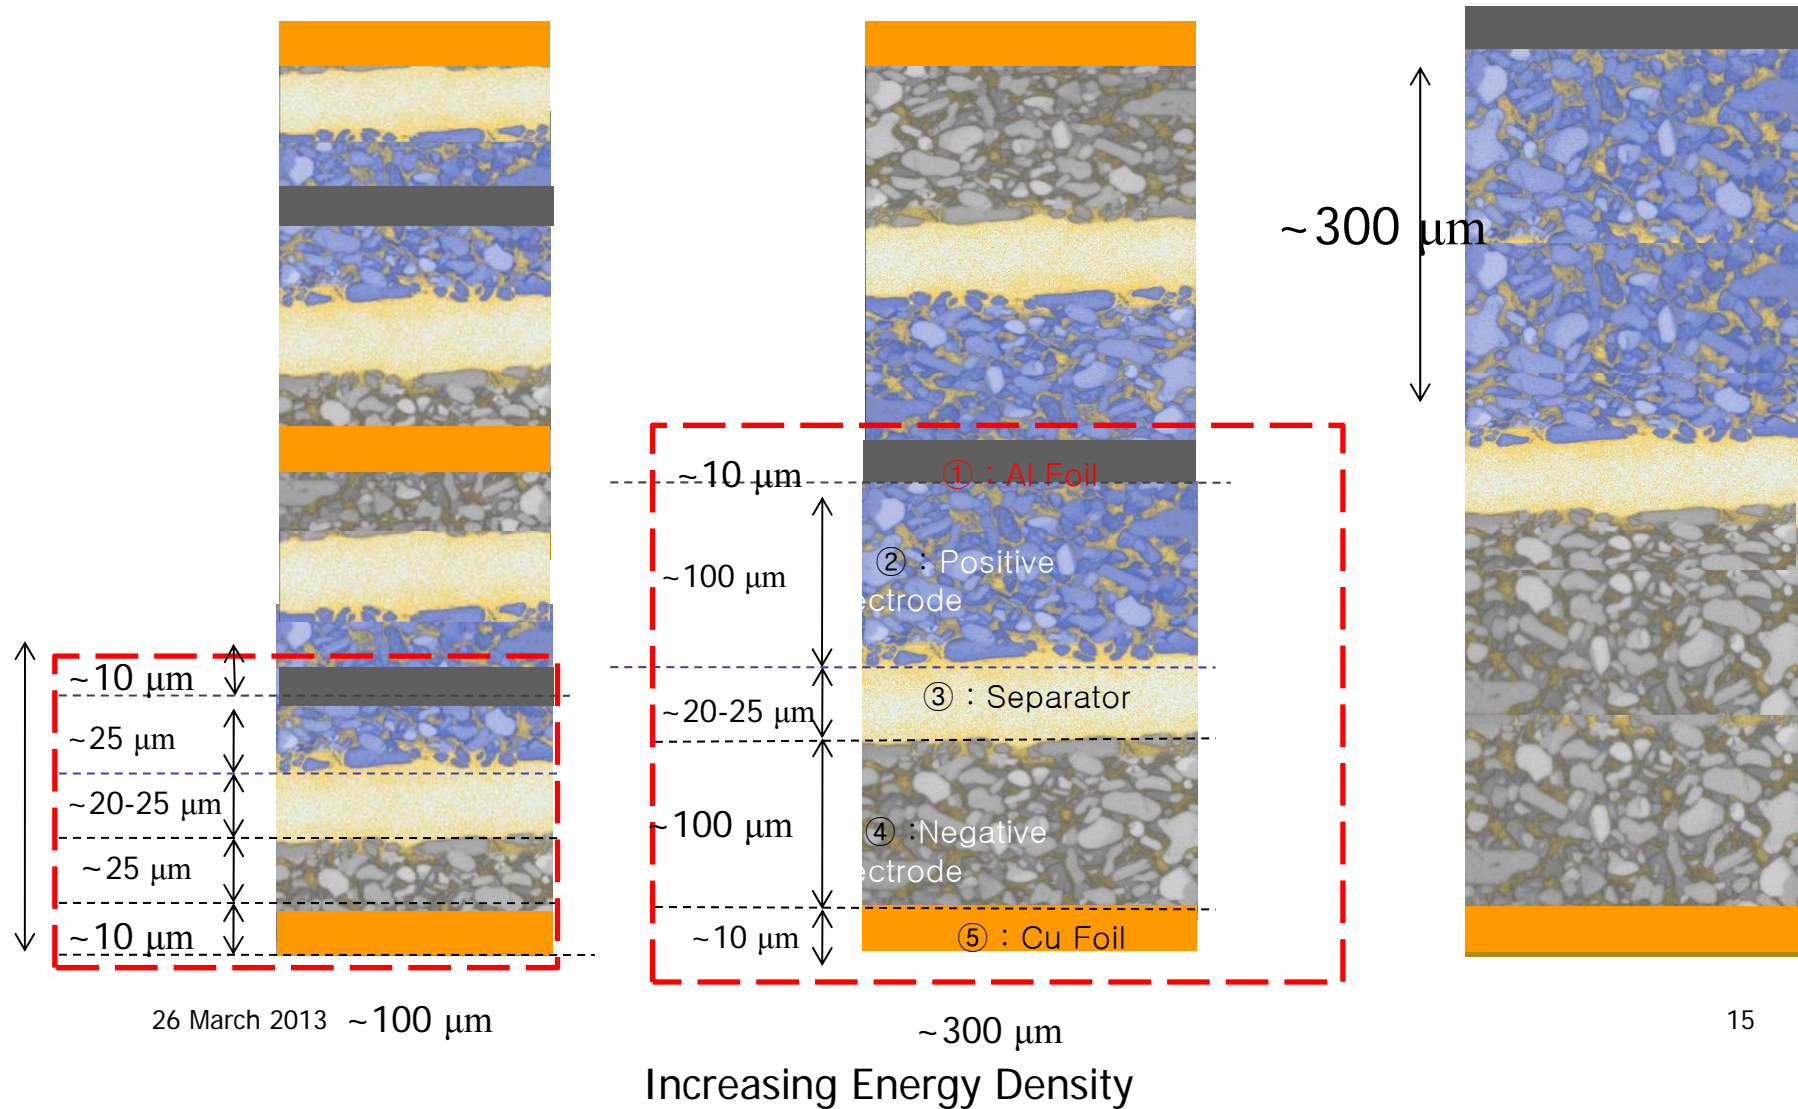 ~300 μm
~10 μm
① : Al Foil
~100 μm
② : Positive
ectrode
~20-25 μm
③ : Separator
~100 μm
④ :Negative
ectrode
~10 μm
⑤ : Cu Foil
~10 μm
~25 μm
~20-25 μm
~25 μm
~10 μm
26 March 2013
~100 μm
~300 μm
15
Increasing Energy Density